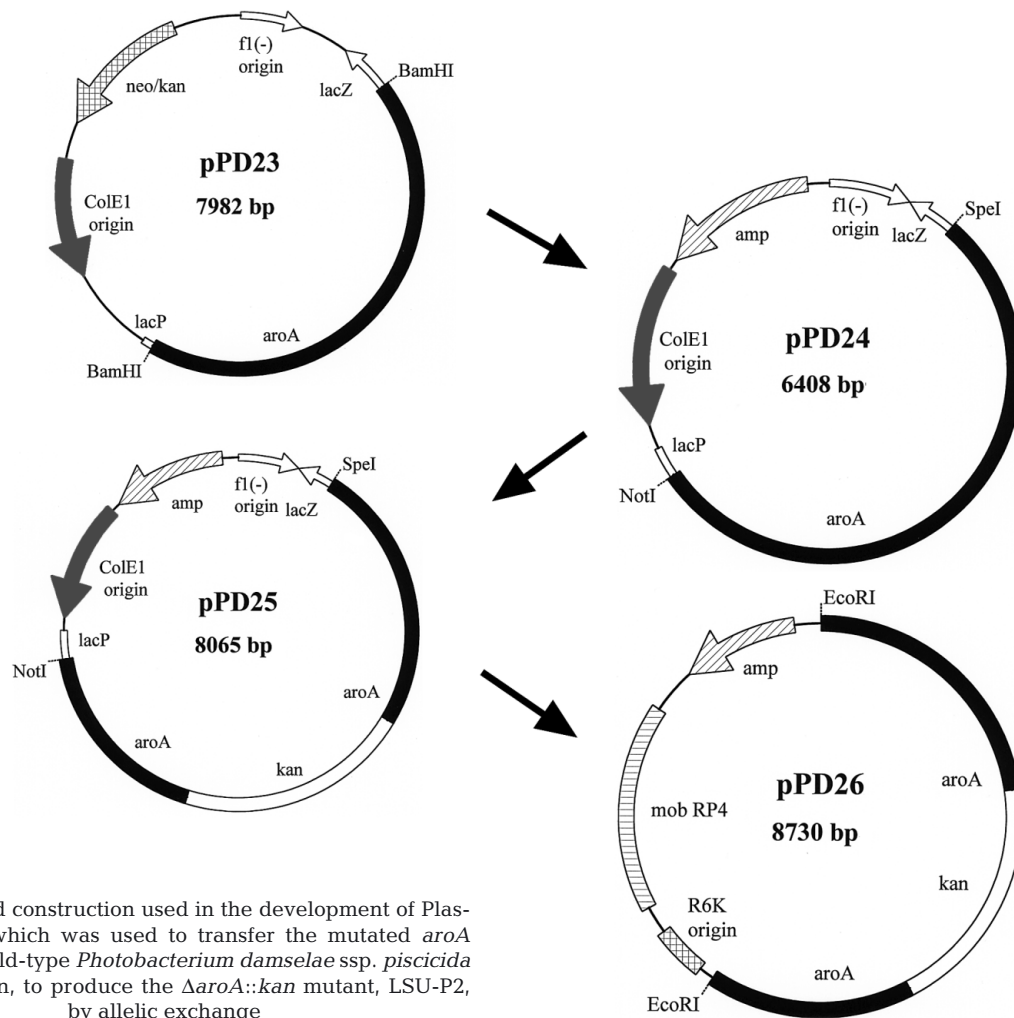 f1(-)
origin
neo/kan
lacZ
BamHI
pPD23
7982 bp
ColE1
origin
lacP
BamHI
aroA
f1(-)
origin
amp
lacZ
SpeI
ColE1
origin
pPD24
6408 bp
lacP
NotI
aroA
SpeI
f1(-)
origin
lacZ
amp
ColE1
origin
pPD25
8065 bp
lacP
NotI
aroA
aroA
kan
EcoRI
amp
aroA
mob RP4
pPD26
8730 bp
kan
R6K
origin
aroA
EcoRI
d construction used in the development of Plas-
which was used to transfer the mutated aroA
ld-type Photobacterium damselae ssp. piscicida
n, to produce the ΔaroA::kan mutant, LSU-P2,
by allelic exchange